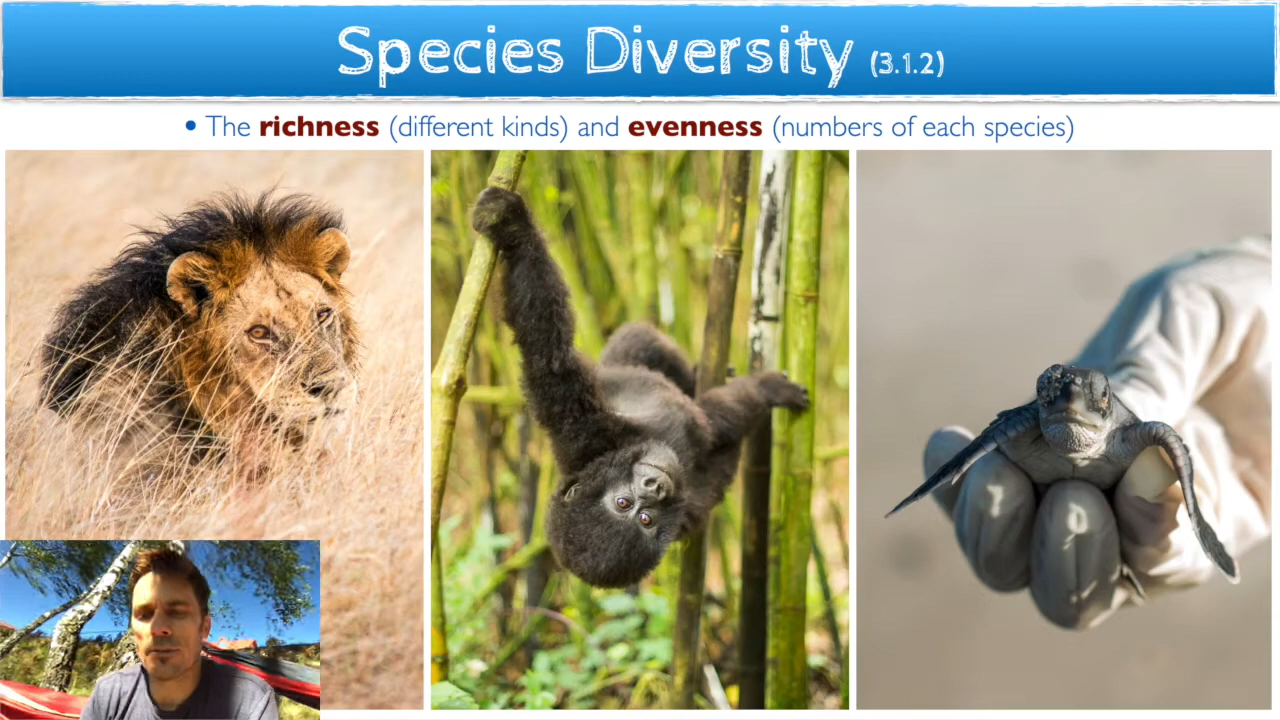 Species Diversity (3.1.2)
• The richness (different kinds) and evenness (numbers of each species)